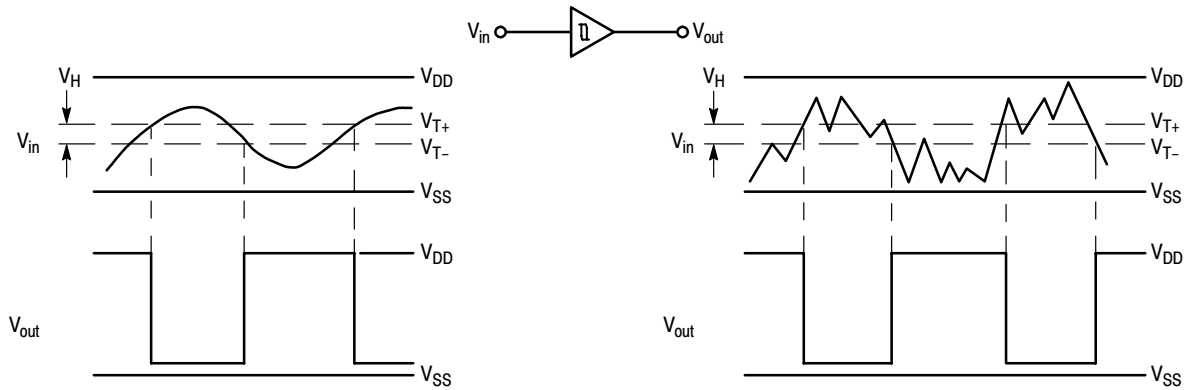 Vin Vout
VH VDD
VT+
Vin VT−
VSS
VDD
Vout
VSS
VH VDD
VT+
Vin VT−
VSS
VDD
Vout
VSS